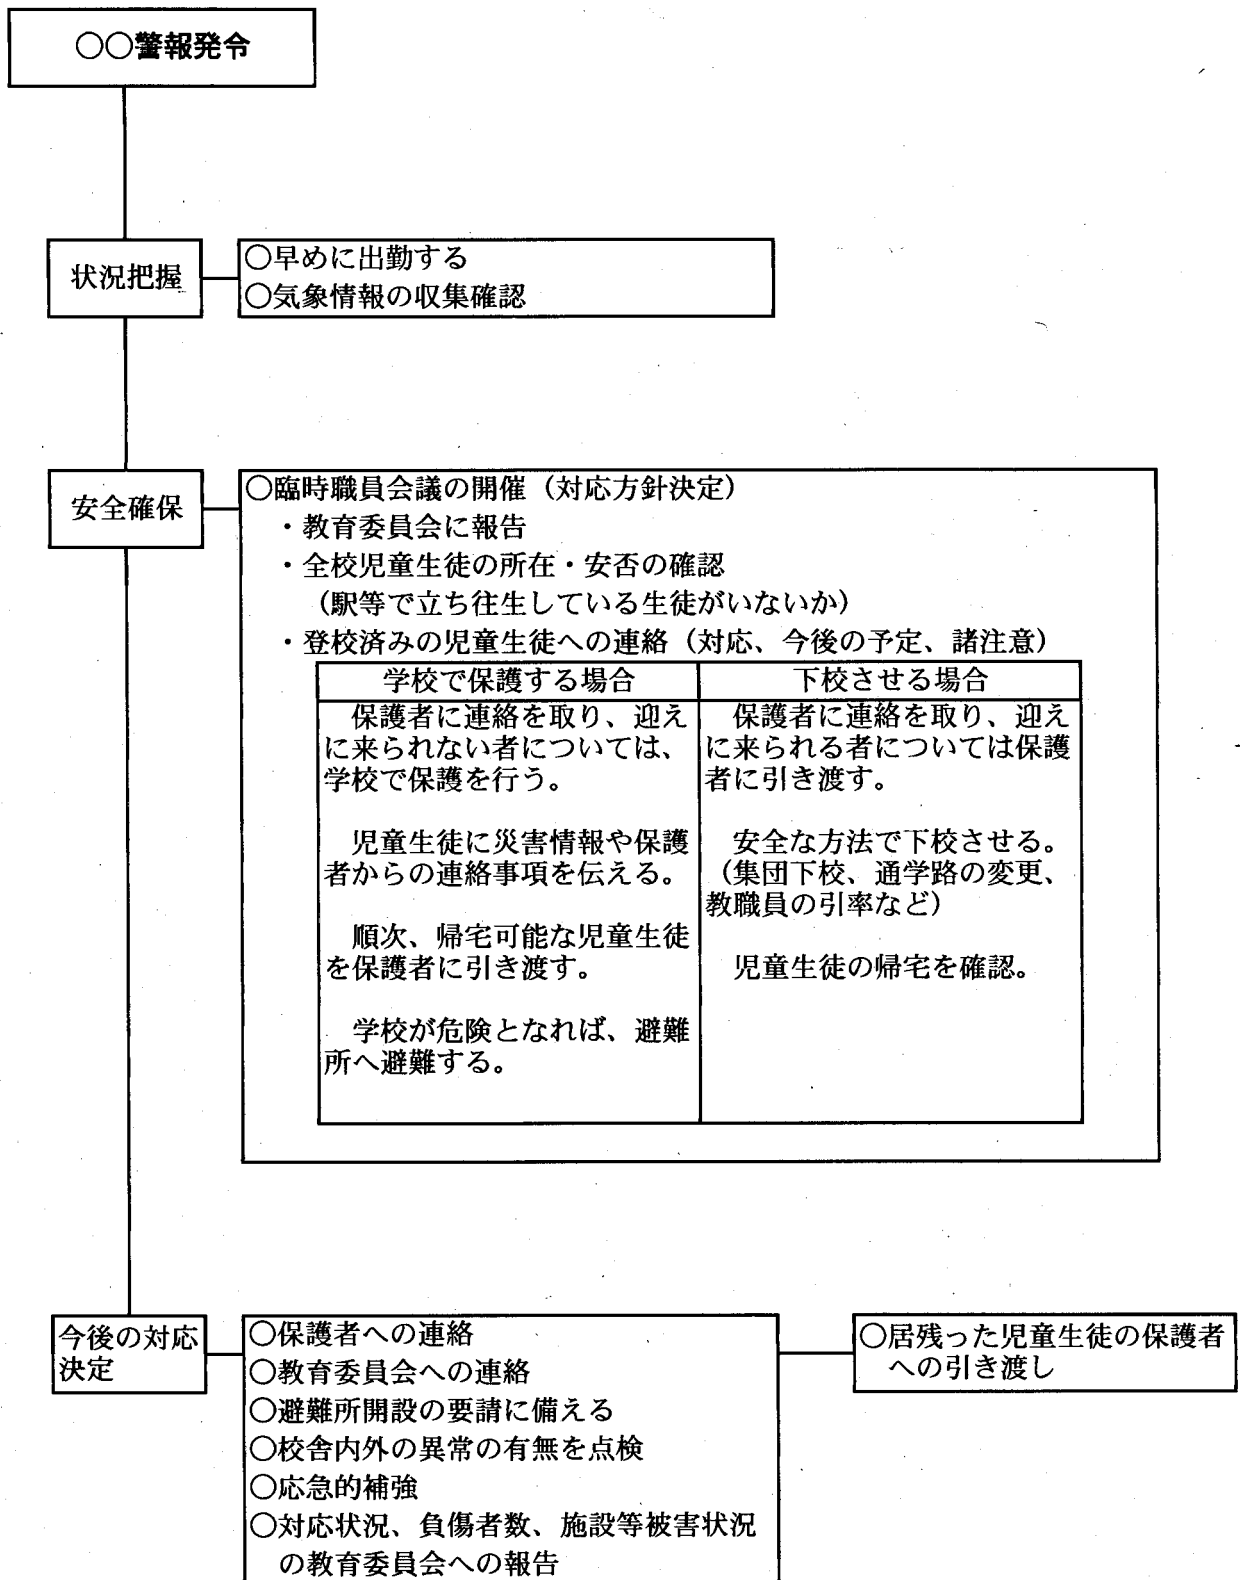 ○○警報発令
状況把握
○早めに出勤する
○気象情報の収集確認
安全確保
○臨時職員会議の開催(対応方針決定)
・教育委員会に報告
・全校児童生徒の所在・安否の確認
(駅等で立ち往生している生徒がいないか)
・登校済みの児童生徒への連絡(対応、今後の予定、諸注意)
学校で保護する場合
保護者に連絡を取り、迎え
に来られない者については、
学校で保護を行う。
児童生徒に災害情報や保護
者からの連絡事項を伝える。
順次、帰宅可能な児童生徒
を保護者に引き渡す。
学校が危険となれば、避難
所へ避難する。
下校させる場合
保護者に連絡を取り、迎え
に来られる者については保護
者に引き渡す。
安全な方法で下校させる。
(集団下校、通学路の変更、
教職員の引率など)
児童生徒の帰宅を確認。
今後の対応
決定
○保護者への連絡
○教育委員会への連絡
○避難所開設の要請に備える
○校舎内外の異常の有無を点検
○応急的補強
○対応状況、負傷者数、施設等被害状況
の教育委員会への報告
○居残った児童生徒の保護者
への引き渡し